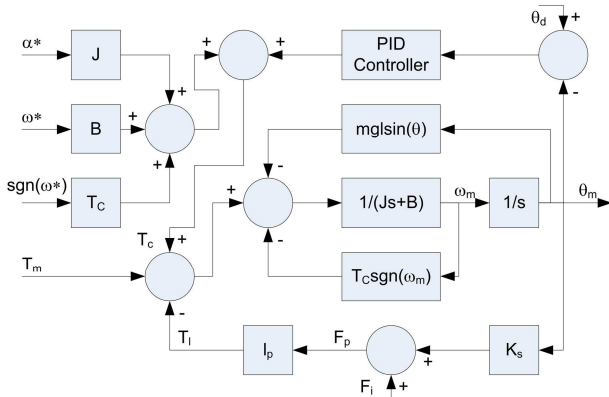 α*
J
+
+
PID
Controller
θd
+
-
+
ω*
B
+
+
mglsin(θ)
-
sgn(ω*)
TC
+
1/(Js+B)
ωm
1/s
θm
Tc
+
-
TCsgn(ωm)
Tm
-
Tl
lp
Fp
+
Ks
Fi
+